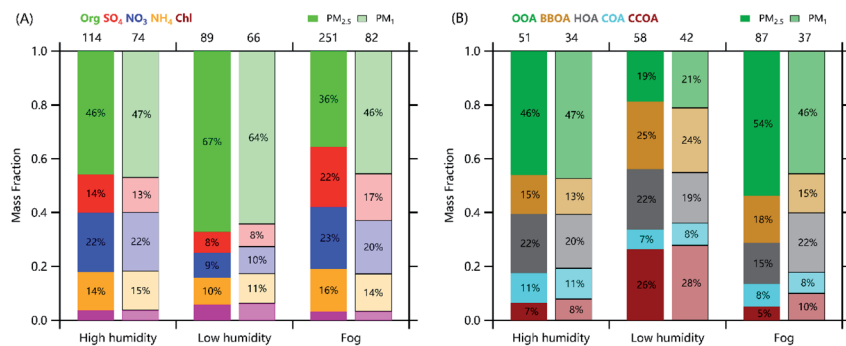 (A) Org SO4 NO3 NH4 Chl PM2.5 PM1
114 74 89 66 251 82
1.0
0.8
0.6
0.4
0.2
0.0
Mass Fraction
46% 47% 67% 64% 36% 46%
14% 13% 8% 8% 22% 17%
22% 22% 9% 10% 23% 20%
14% 15% 10% 11% 16% 14%
High humidity Low humidity Fog
(B) OOA BBOA HOA COA CCOA PM2.5 PM1
51 34 58 42 87 37
1.0
0.8
0.6
0.4
0.2
0.0
Mass Fraction
46% 47% 19% 21% 54% 46%
15% 13% 25% 24% 18% 15%
22% 20% 22% 19% 15% 22%
11% 11% 7% 8% 8% 8%
7% 8% 26% 28% 5% 10%
High humidity Low humidity Fog